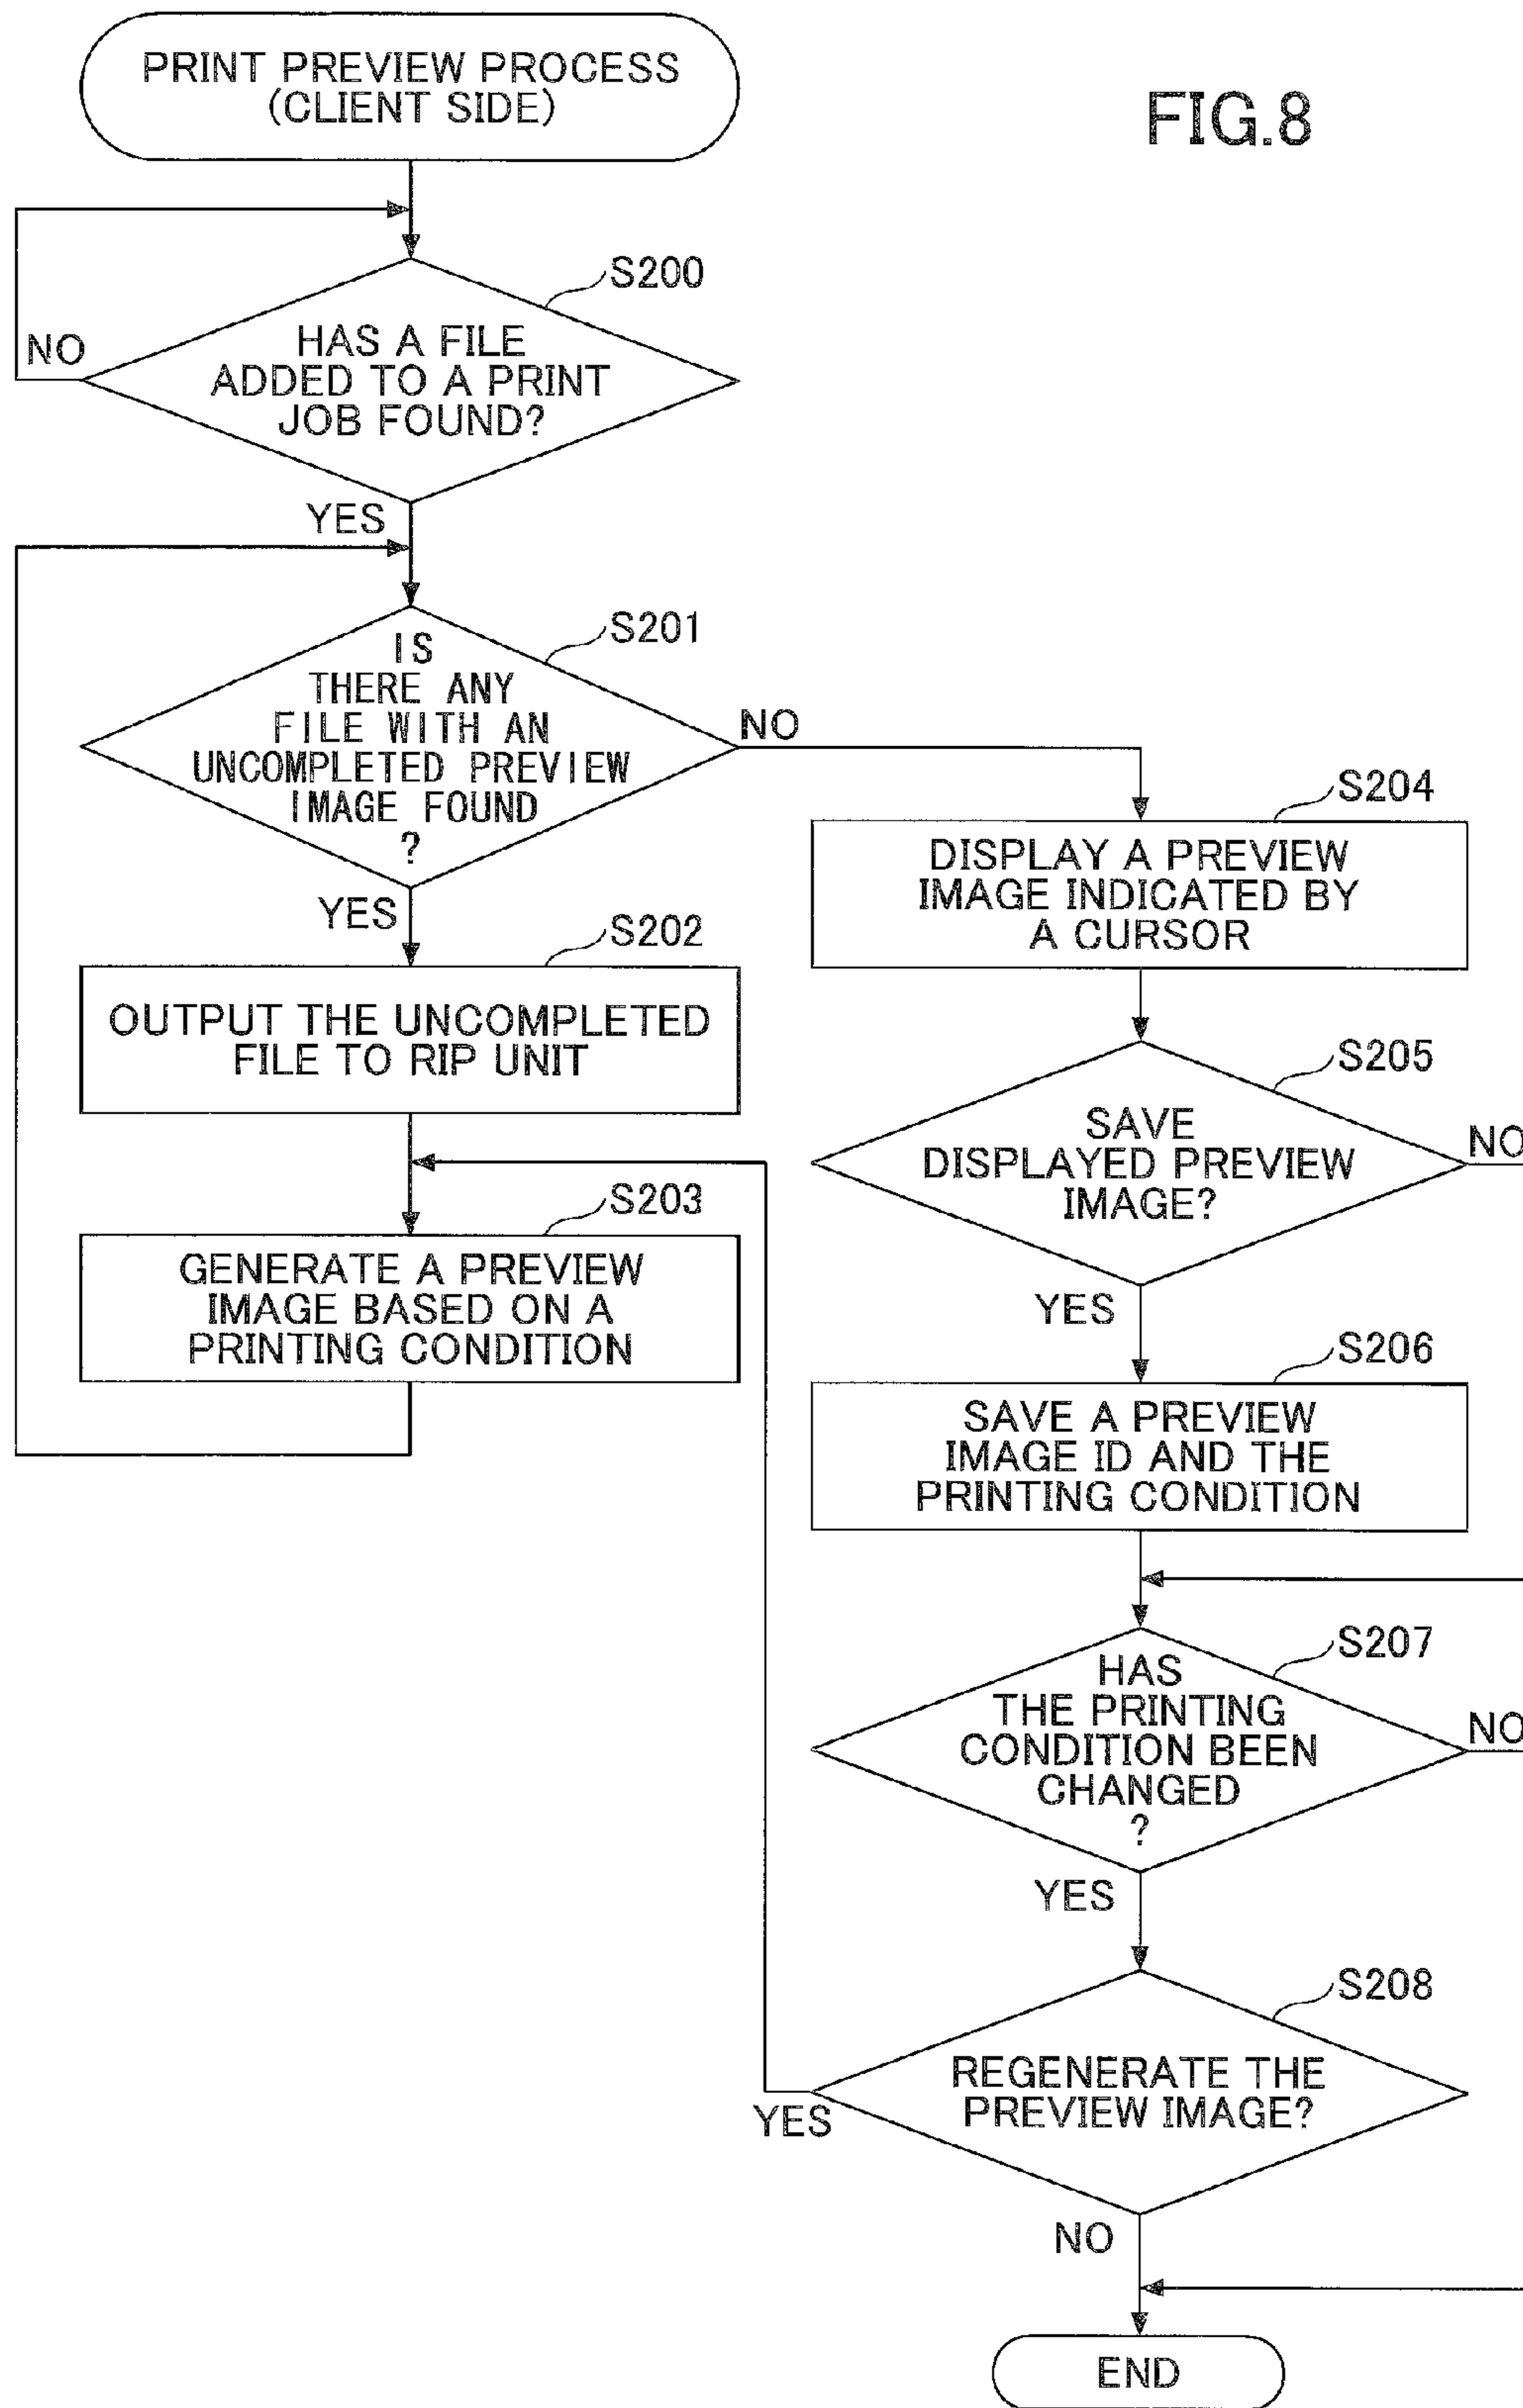 PRINT PREVIEW PROCESS
(CLIENT SIDE)
FIG.8
S200
HAS A FILE
ADDED TO A PRINT
JOB FOUND?
NO
YES
S201
IS
THERE ANY
FILE WITH AN
UNCOMPLETED PREVIEW
IMAGE FOUND
?
NO
YES
S202
OUTPUT THE UNCOMPLETED
FILE TO RIP UNIT
S203
GENERATE A PREVIEW
IMAGE BASED ON A
PRINTING CONDITION
S204
DISPLAY A PREVIEW
IMAGE INDICATED BY
A CURSOR
S205
SAVE
DISPLAYED PREVIEW
IMAGE?
NO
YES
S206
SAVE A PREVIEW
IMAGE ID AND THE
PRINTING CONDITION
S207
HAS
THE PRINTING
CONDITION BEEN
CHANGED
?
NO
YES
S208
REGENERATE THE
PREVIEW IMAGE?
YES
NO
END